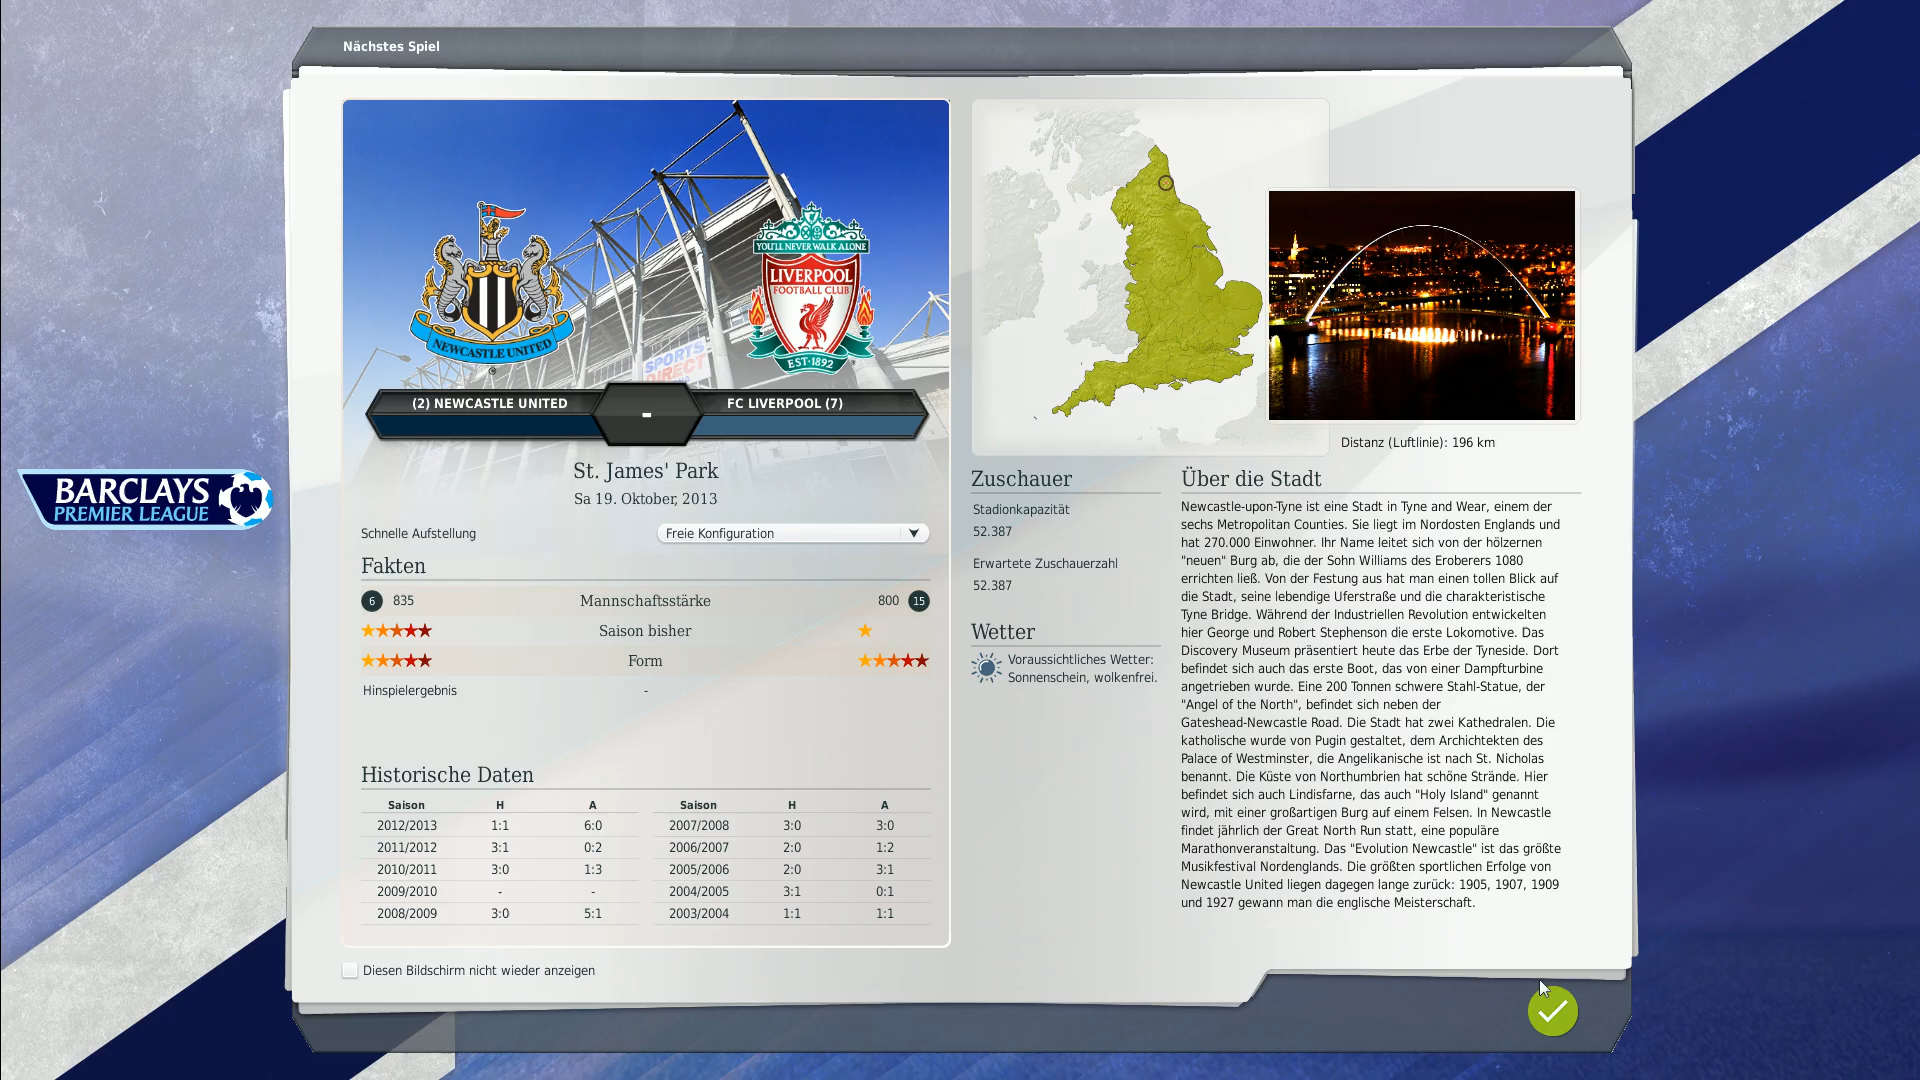 Nächstes Spiel
YOU'LL NEVER WALK ALONE
LIVERPOOL
FOOTBALL CLUB
EST·1892
NEWCASTLE UNITED
SPORTS
DIRECT
(2) NEWCASTLE UNITED
-
FC LIVERPOOL (7)
St. James' Park
Sa 19. Oktober, 2013
Schnelle Aufstellung
Freie Konfiguration
Fakten
6 835 Mannschaftsstärke 800 15
Saison bisher
Form
Hinspielergebnis -
Historische Daten
Saison H A Saison H A
2012/2013 1:1 6:0 2007/2008 3:0 3:0
2011/2012 3:1 0:2 2006/2007 2:0 1:2
2010/2011 3:0 1:3 2005/2006 2:0 3:1
2009/2010 - - 2004/2005 3:1 0:1
2008/2009 3:0 5:1 2003/2004 1:1 1:1
Diesen Bildschirm nicht wieder anzeigen
BARCLAYS
PREMIER LEAGUE
Distanz (Luftlinie): 196 km
Zuschauer
Stadionkapazität
52.387
Erwartete Zuschauerzahl
52.387
Wetter
Voraussichtliches Wetter:
Sonnenschein, wolkenfrei.
Über die Stadt
Newcastle-upon-Tyne ist eine Stadt in Tyne and Wear, einem der
sechs Metropolitan Counties. Sie liegt im Nordosten Englands und
hat 270.000 Einwohner. Ihr Name leitet sich von der hölzernen
"neuen" Burg ab, die der Sohn Williams des Eroberers 1080
errichten ließ. Von der Festung aus hat man einen tollen Blick auf
die Stadt, seine lebendige Uferstraße und die charakteristische
Tyne Bridge. Während der Industriellen Revolution entwickelten
hier George und Robert Stephenson die erste Lokomotive. Das
Discovery Museum präsentiert heute das Erbe der Tyneside. Dort
befindet sich auch das erste Boot, das von einer Dampfturbine
angetrieben wurde. Eine 200 Tonnen schwere Stahl-Statue, der
"Angel of the North", befindet sich neben der
Gateshead-Newcastle Road. Die Stadt hat zwei Kathedralen. Die
katholische wurde von Pugin gestaltet, dem Archichtekten des
Palace of Westminster, die Angelikanische ist nach St. Nicholas
benannt. Die Küste von Northumbrien hat schöne Strände. Hier
befindet sich auch Lindisfarne, das auch "Holy Island" genannt
wird, mit einer großartigen Burg auf einem Felsen. In Newcastle
findet jährlich der Great North Run statt, eine populäre
Marathonveranstaltung. Das "Evolution Newcastle" ist das größte
Musikfestival Nordenglands. Die größten sportlichen Erfolge von
Newcastle United liegen dagegen lange zurück: 1905, 1907, 1909
und 1927 gewann man die englische Meisterschaft.